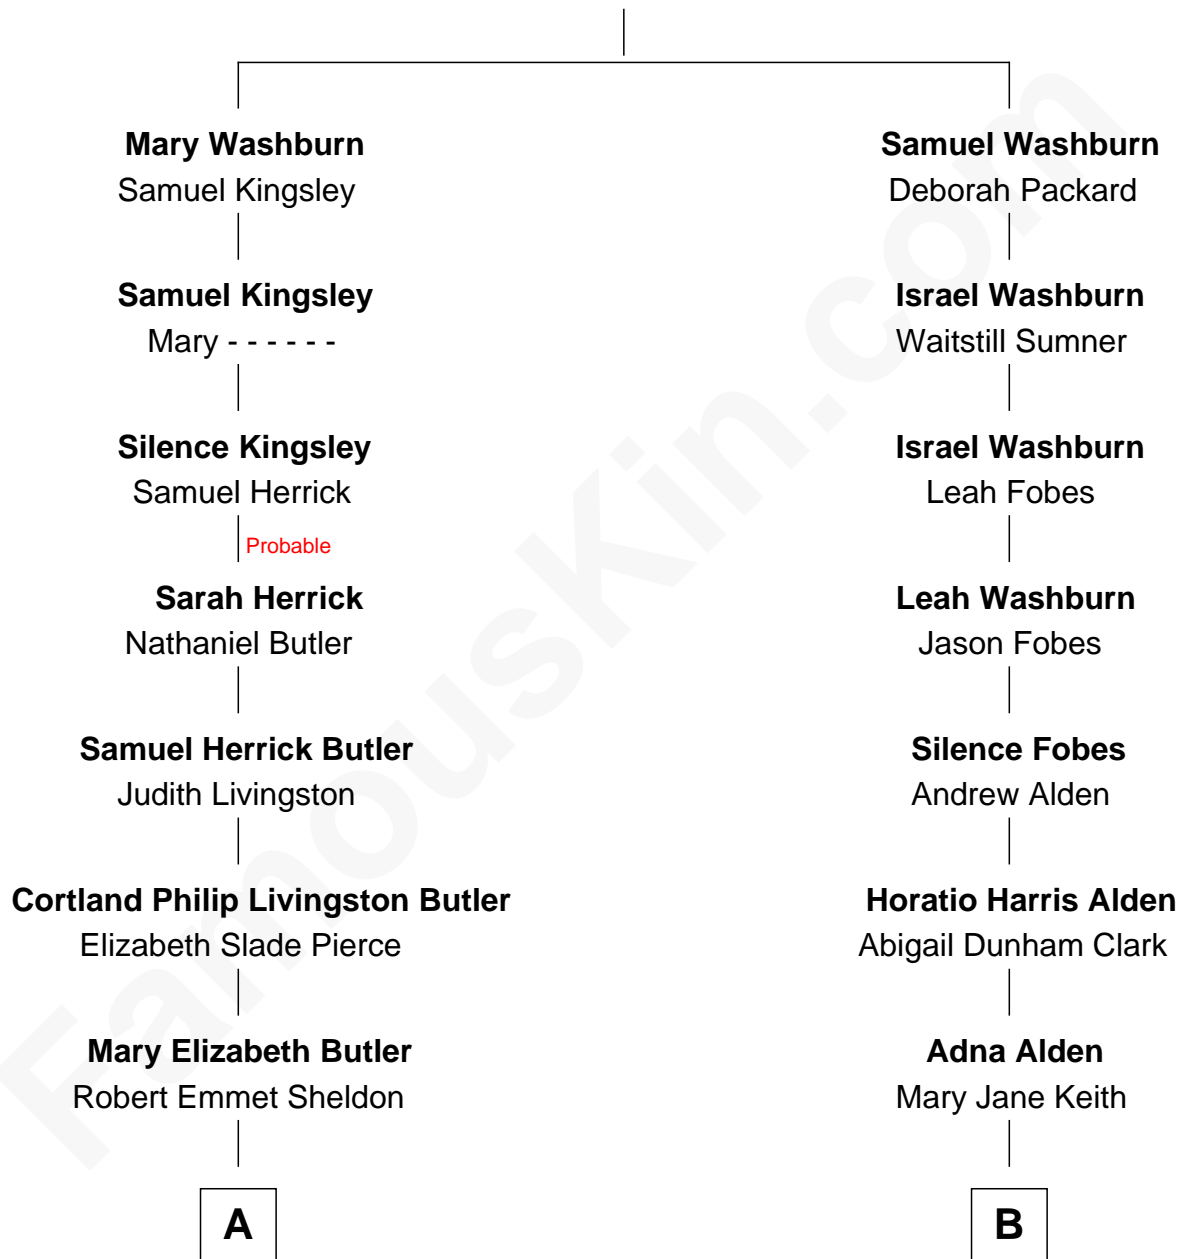 Mary Washburn
Samuel Kingsley
Samuel Washburn
Deborah Packard
Samuel Kingsley
Mary - - - - - -
Israel Washburn
Waitstill Sumner
Silence Kingsley
Samuel Herrick
Probable
Israel Washburn
Leah Fobes
Sarah Herrick
Nathaniel Butler
Leah Washburn
Jason Fobes
Samuel Herrick Butler
Judith Livingston
Silence Fobes
Andrew Alden
Cortland Philip Livingston Butler
Elizabeth Slade Pierce
Horatio Harris Alden
Abigail Dunham Clark
Mary Elizabeth Butler
Robert Emmet Sheldon
Adna Alden
Mary Jane Keith
A
B
FamousKin.com